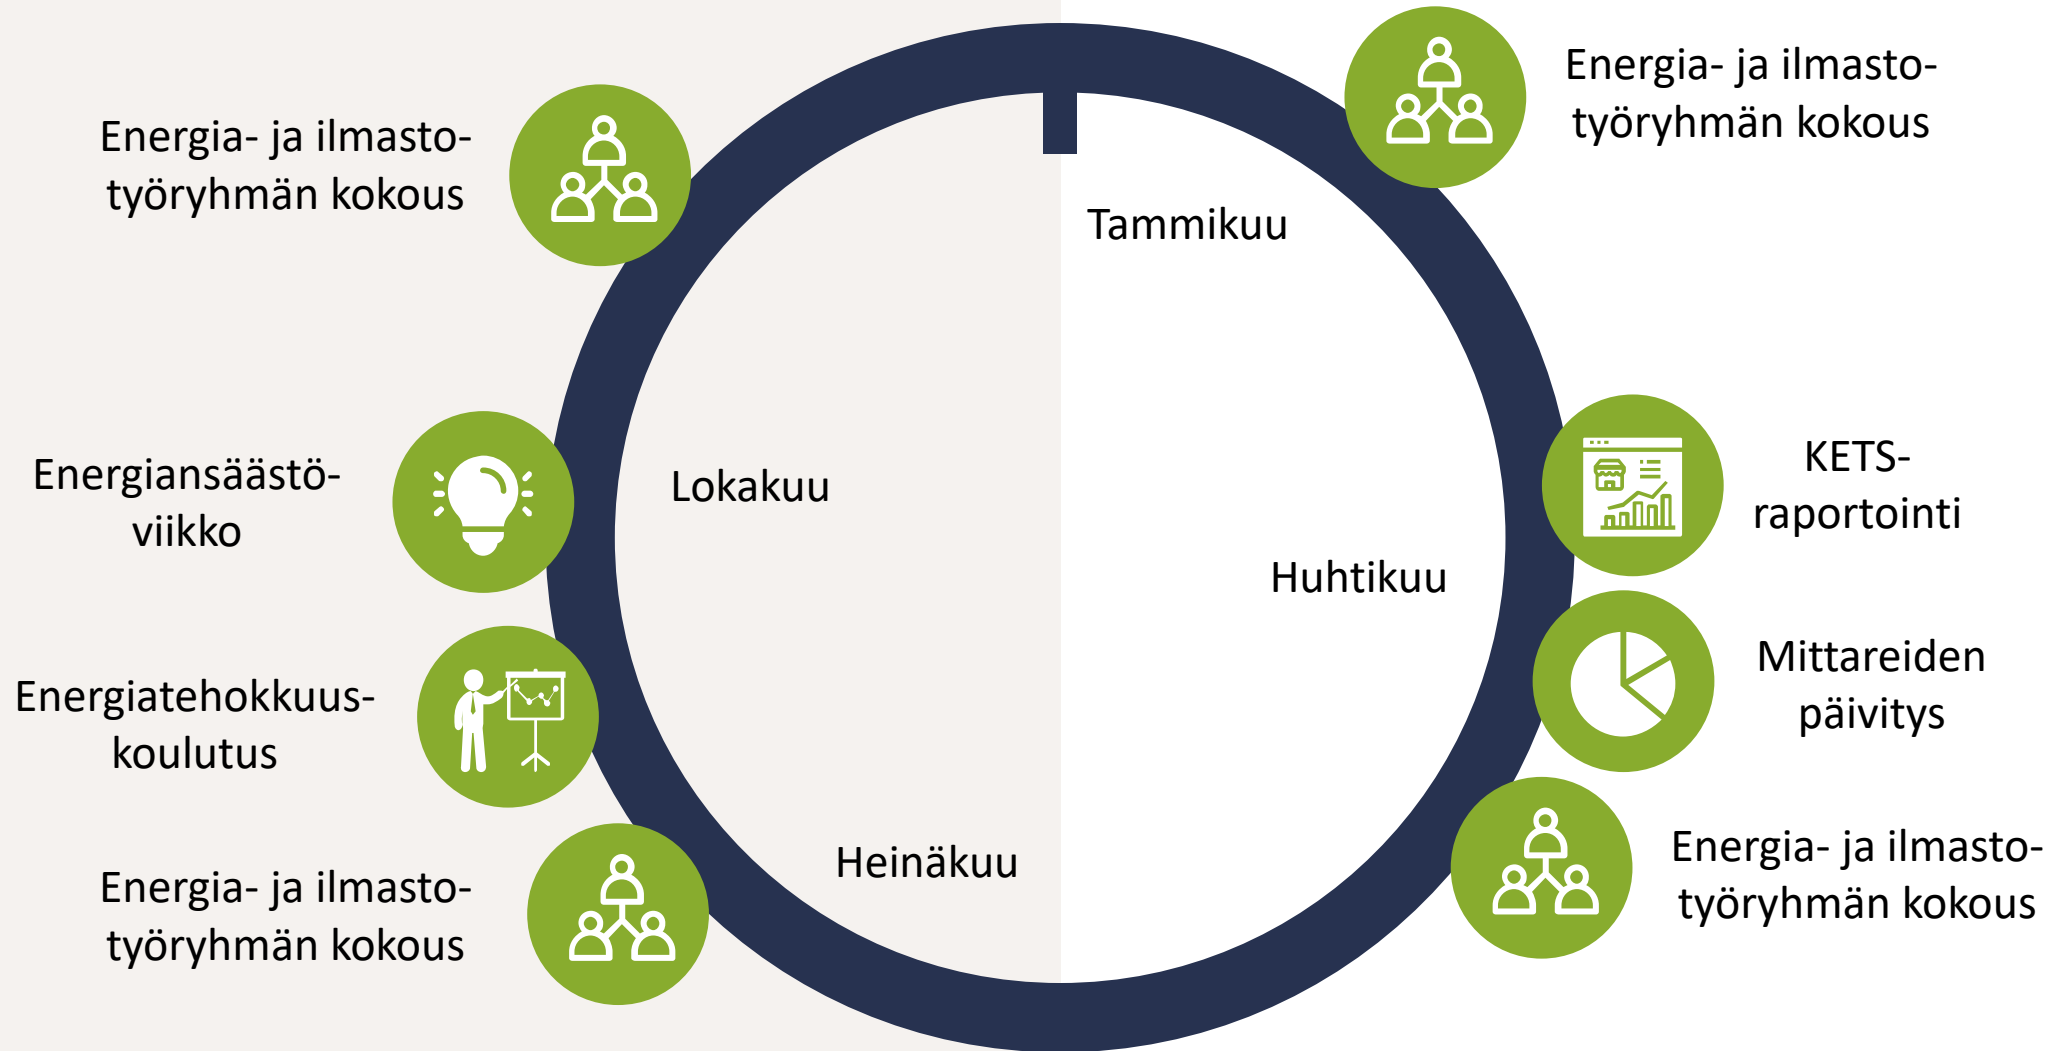 Energia- ja ilmasto-
työryhmän kokous
Tammikuu
KETS-
raportointi
Huhtikuu
Mittareiden
päivitys
Energia- ja ilmasto-
työryhmän kokous
Heinäkuu
Energia- ja ilmasto-
työryhmän kokous
Energiatehokkuus-
koulutus
Lokakuu
Energiansäästö-
viikko
Energia- ja ilmasto-
työryhmän kokous